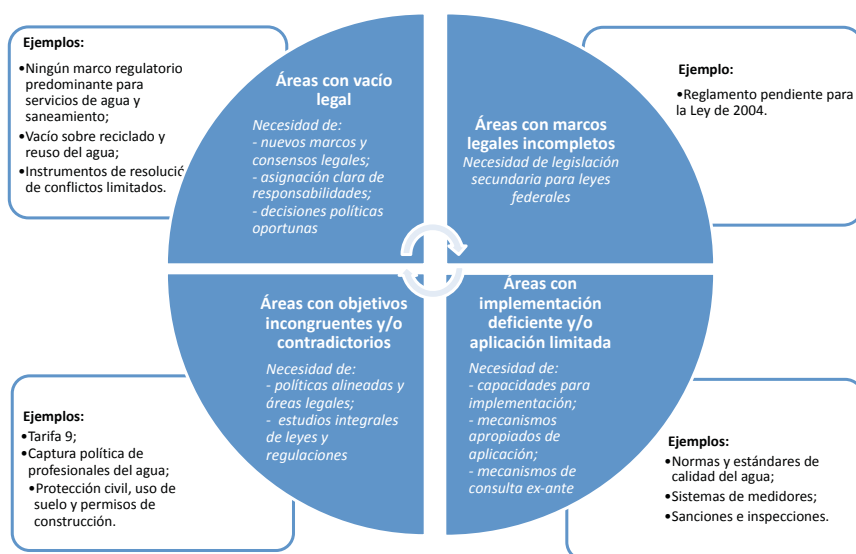 Ejemplos:
•Ningún marco regulatorio
predominante para
servicios de agua y
saneamiento;
•Vacío sobre reciclado y
reuso del agua;
•Instrumentos de resolució
de conflictos limitados.
Áreas con vacío
legal
Necesidad de:
- nuevos marcos y
consensos legales;
- asignación clara de
responsabilidades;
- decisiones políticas
oportunas
Áreas con marcos
legales incompletos
Necesidad de legislación
secundaria para leyes
federales
Ejemplo:
•Reglamento pendiente para
la Ley de 2004.
Ejemplos:
•Tarifa 9;
•Captura política de
profesionales del agua;
•Protección civil, uso de
suelo y permisos de
construcción.
Áreas con objetivos
incongruentes y/o
contradictorios
Necesidad de:
- políticas alineadas y
áreas legales;
- estudios integrales
de leyes y
regulaciones
Áreas con
implementación
deficiente y/o
aplicación limitada
Necesidad de:
- capacidades para
implementación;
- mecanismos
apropiados de
aplicación;
- mecanismos de
consulta ex-ante
Ejemplos:
•Normas y estándares de
calidad del agua;
•Sistemas de medidores;
•Sanciones e inspecciones.